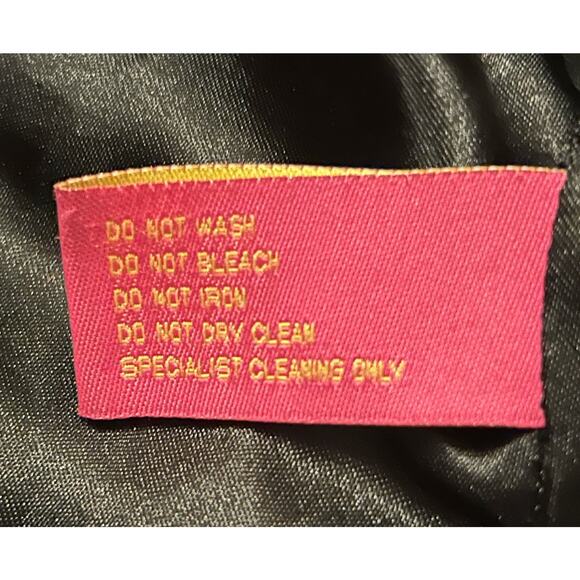 DO NOT WASH
DO NOT BLEACH
DO NOT IRON
DO NOT DRY CLEAN
SPECIALIST CLEANING ONLY